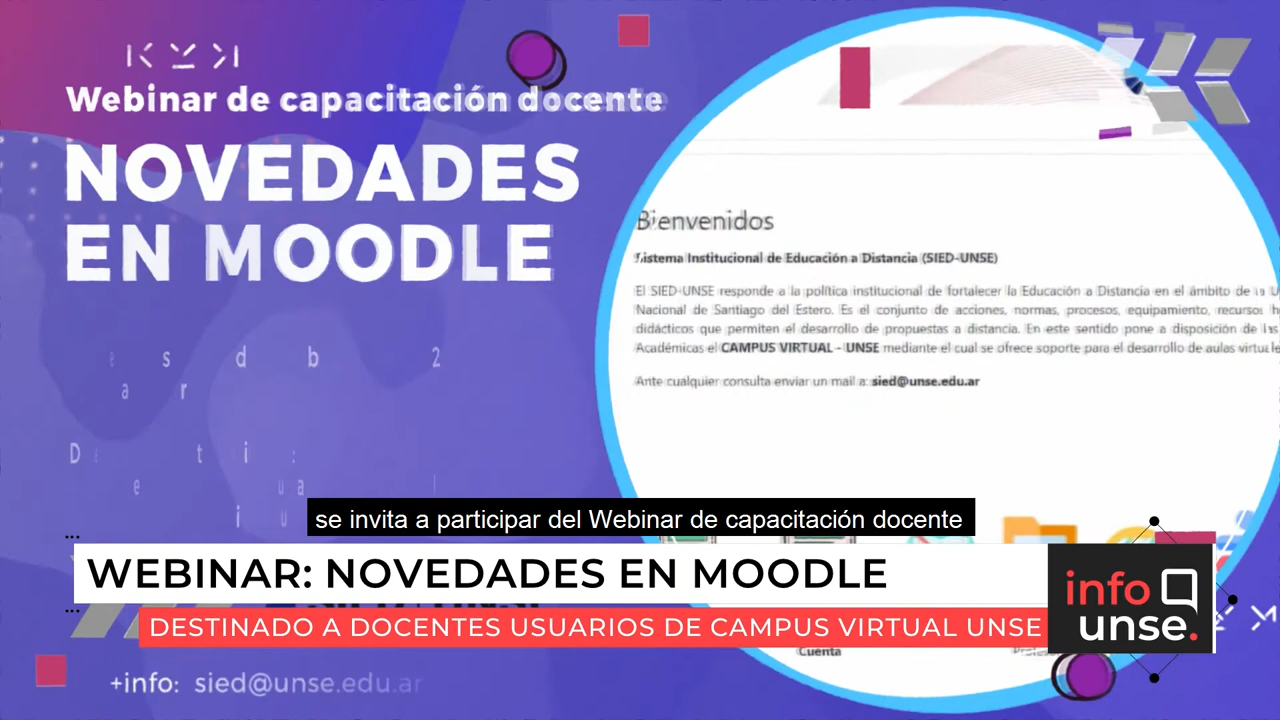 Webinar de capacitación docente
NOVEDADES
EN MOODLE
Bienvenidos
Sistema Institucional de Educación a Distancia (SIED-UNSE)
El SIED-UNSE responde a la política institucional de fortalecer la Educación a Distancia en el ámbito de la U
Nacional de Santiago del Estero. Es el conjunto de acciones, normas, procesos, equipamiento, recursos h
didácticos que permiten el desarrollo de propuestas a distancia. En este sentido pone a disposición de las
Académicas el CAMPUS VIRTUAL - UNSE mediante el cual se ofrece soporte para el desarrollo de aulas virtuale
Ante cualquier consulta enviar un mail a: sied@unse.edu.ar
se invita a participar del Webinar de capacitación docente
WEBINAR: NOVEDADES EN MOODLE
DESTINADO A DOCENTES USUARIOS DE CAMPUS VIRTUAL UNSE
info
unse.
Cuenta
+info: sied@unse.edu.ar